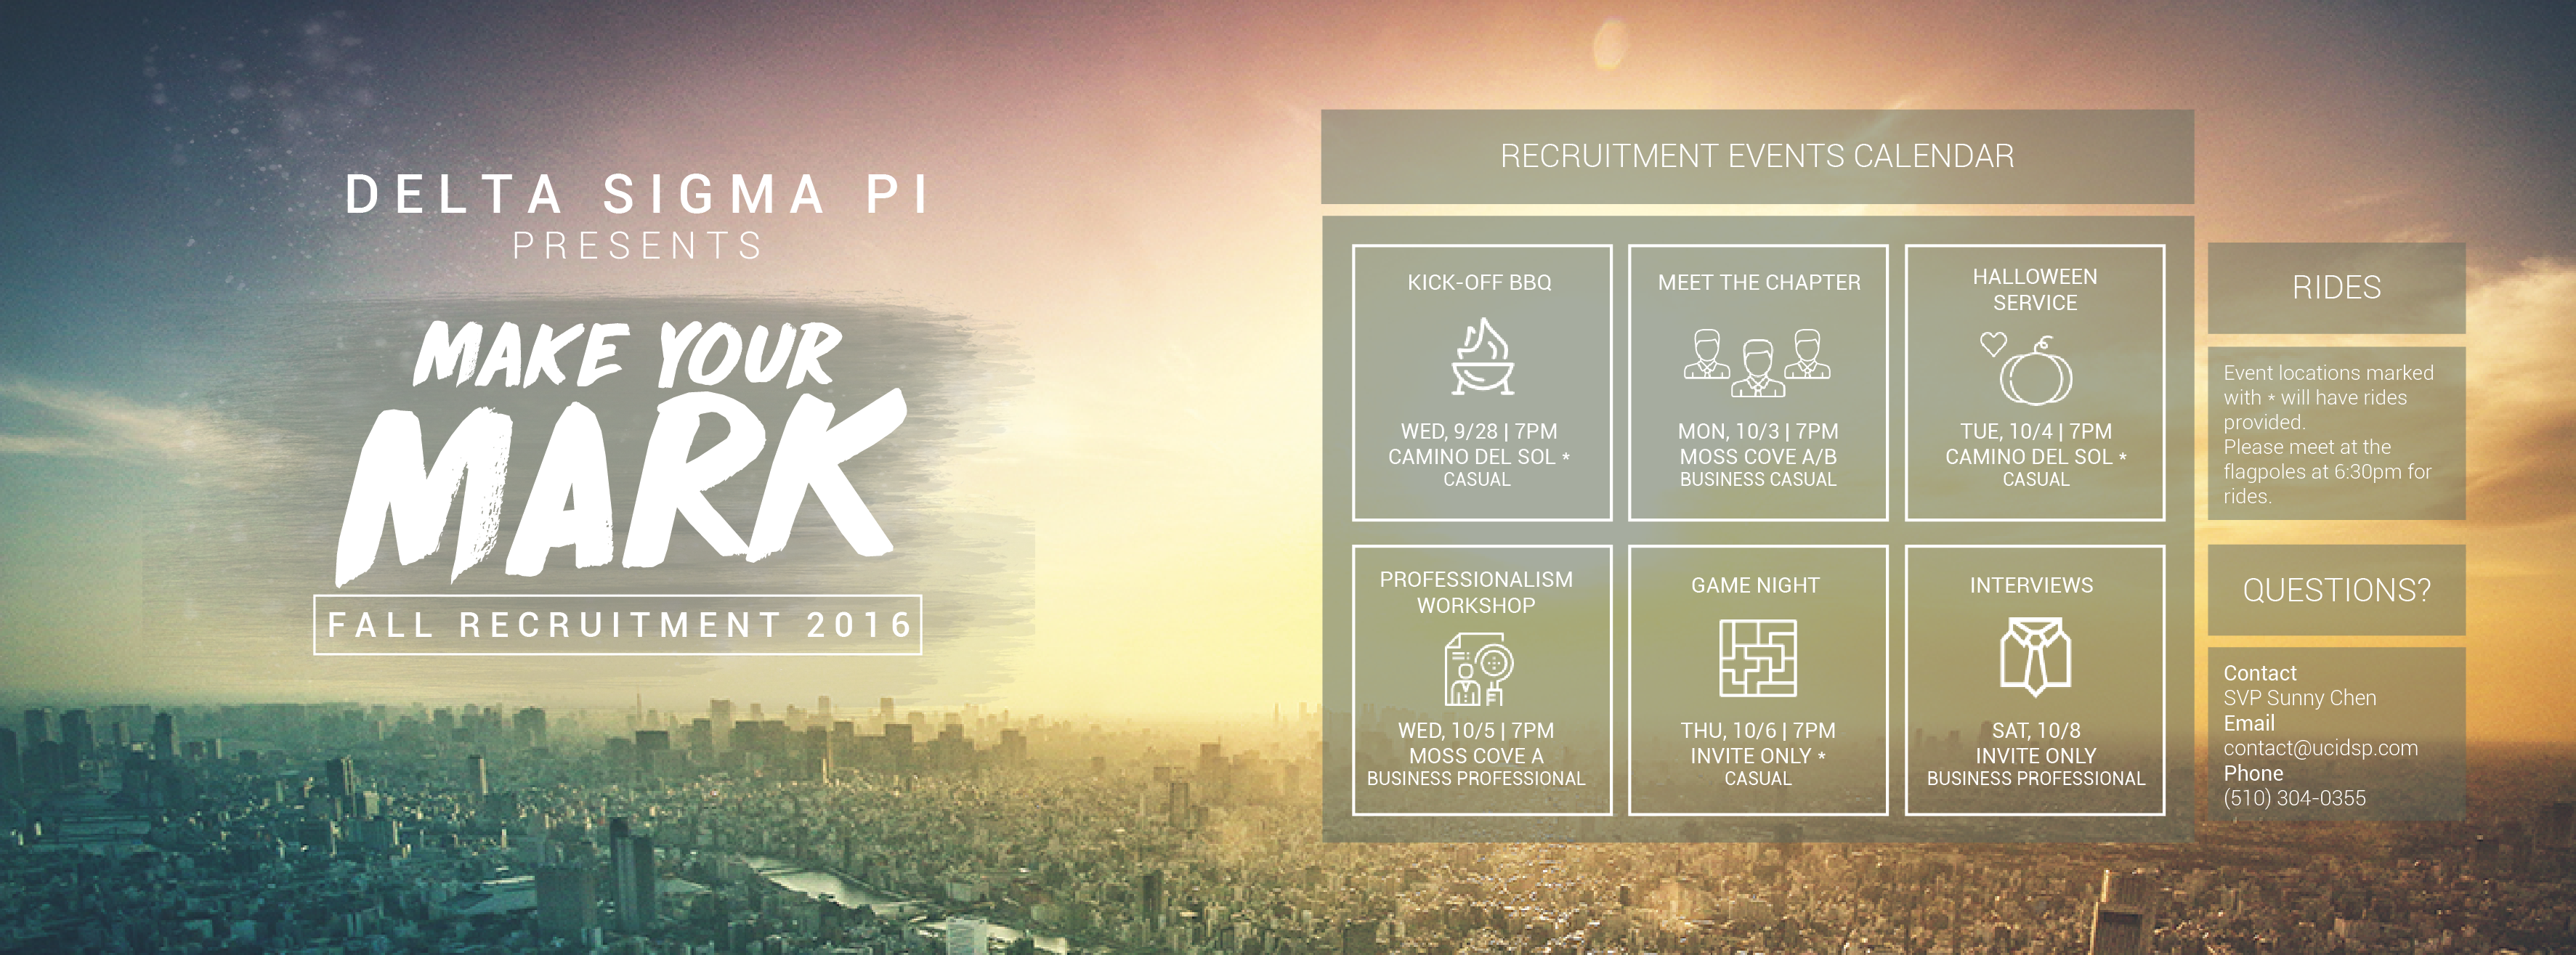 DELTA SIGMA PI
PRESENTS
MAKE YOUR
MARK
FALL RECRUITMENT 2016
RECRUITMENT EVENTS CALENDAR
KICK-OFF BBQ
WED, 9/28 | 7PM
CAMINO DEL SOL *
CASUAL
MEET THE CHAPTER
MON, 10/3 | 7PM
MOSS COVE A/B
BUSINESS CASUAL
HALLOWEEN
SERVICE
TUE, 10/4 | 7PM
CAMINO DEL SOL *
CASUAL
PROFESSIONALISM
WORKSHOP
WED, 10/5 | 7PM
MOSS COVE A
BUSINESS PROFESSIONAL
GAME NIGHT
THU, 10/6 | 7PM
INVITE ONLY *
CASUAL
INTERVIEWS
SAT, 10/8
INVITE ONLY
BUSINESS PROFESSIONAL
RIDES
Event locations marked
with * will have rides
provided.
Please meet at the
flagpoles at 6:30pm for
rides.
QUESTIONS?
Contact
SVP Sunny Chen
Email
contact@ucidsp.com
Phone
(510) 304-0355